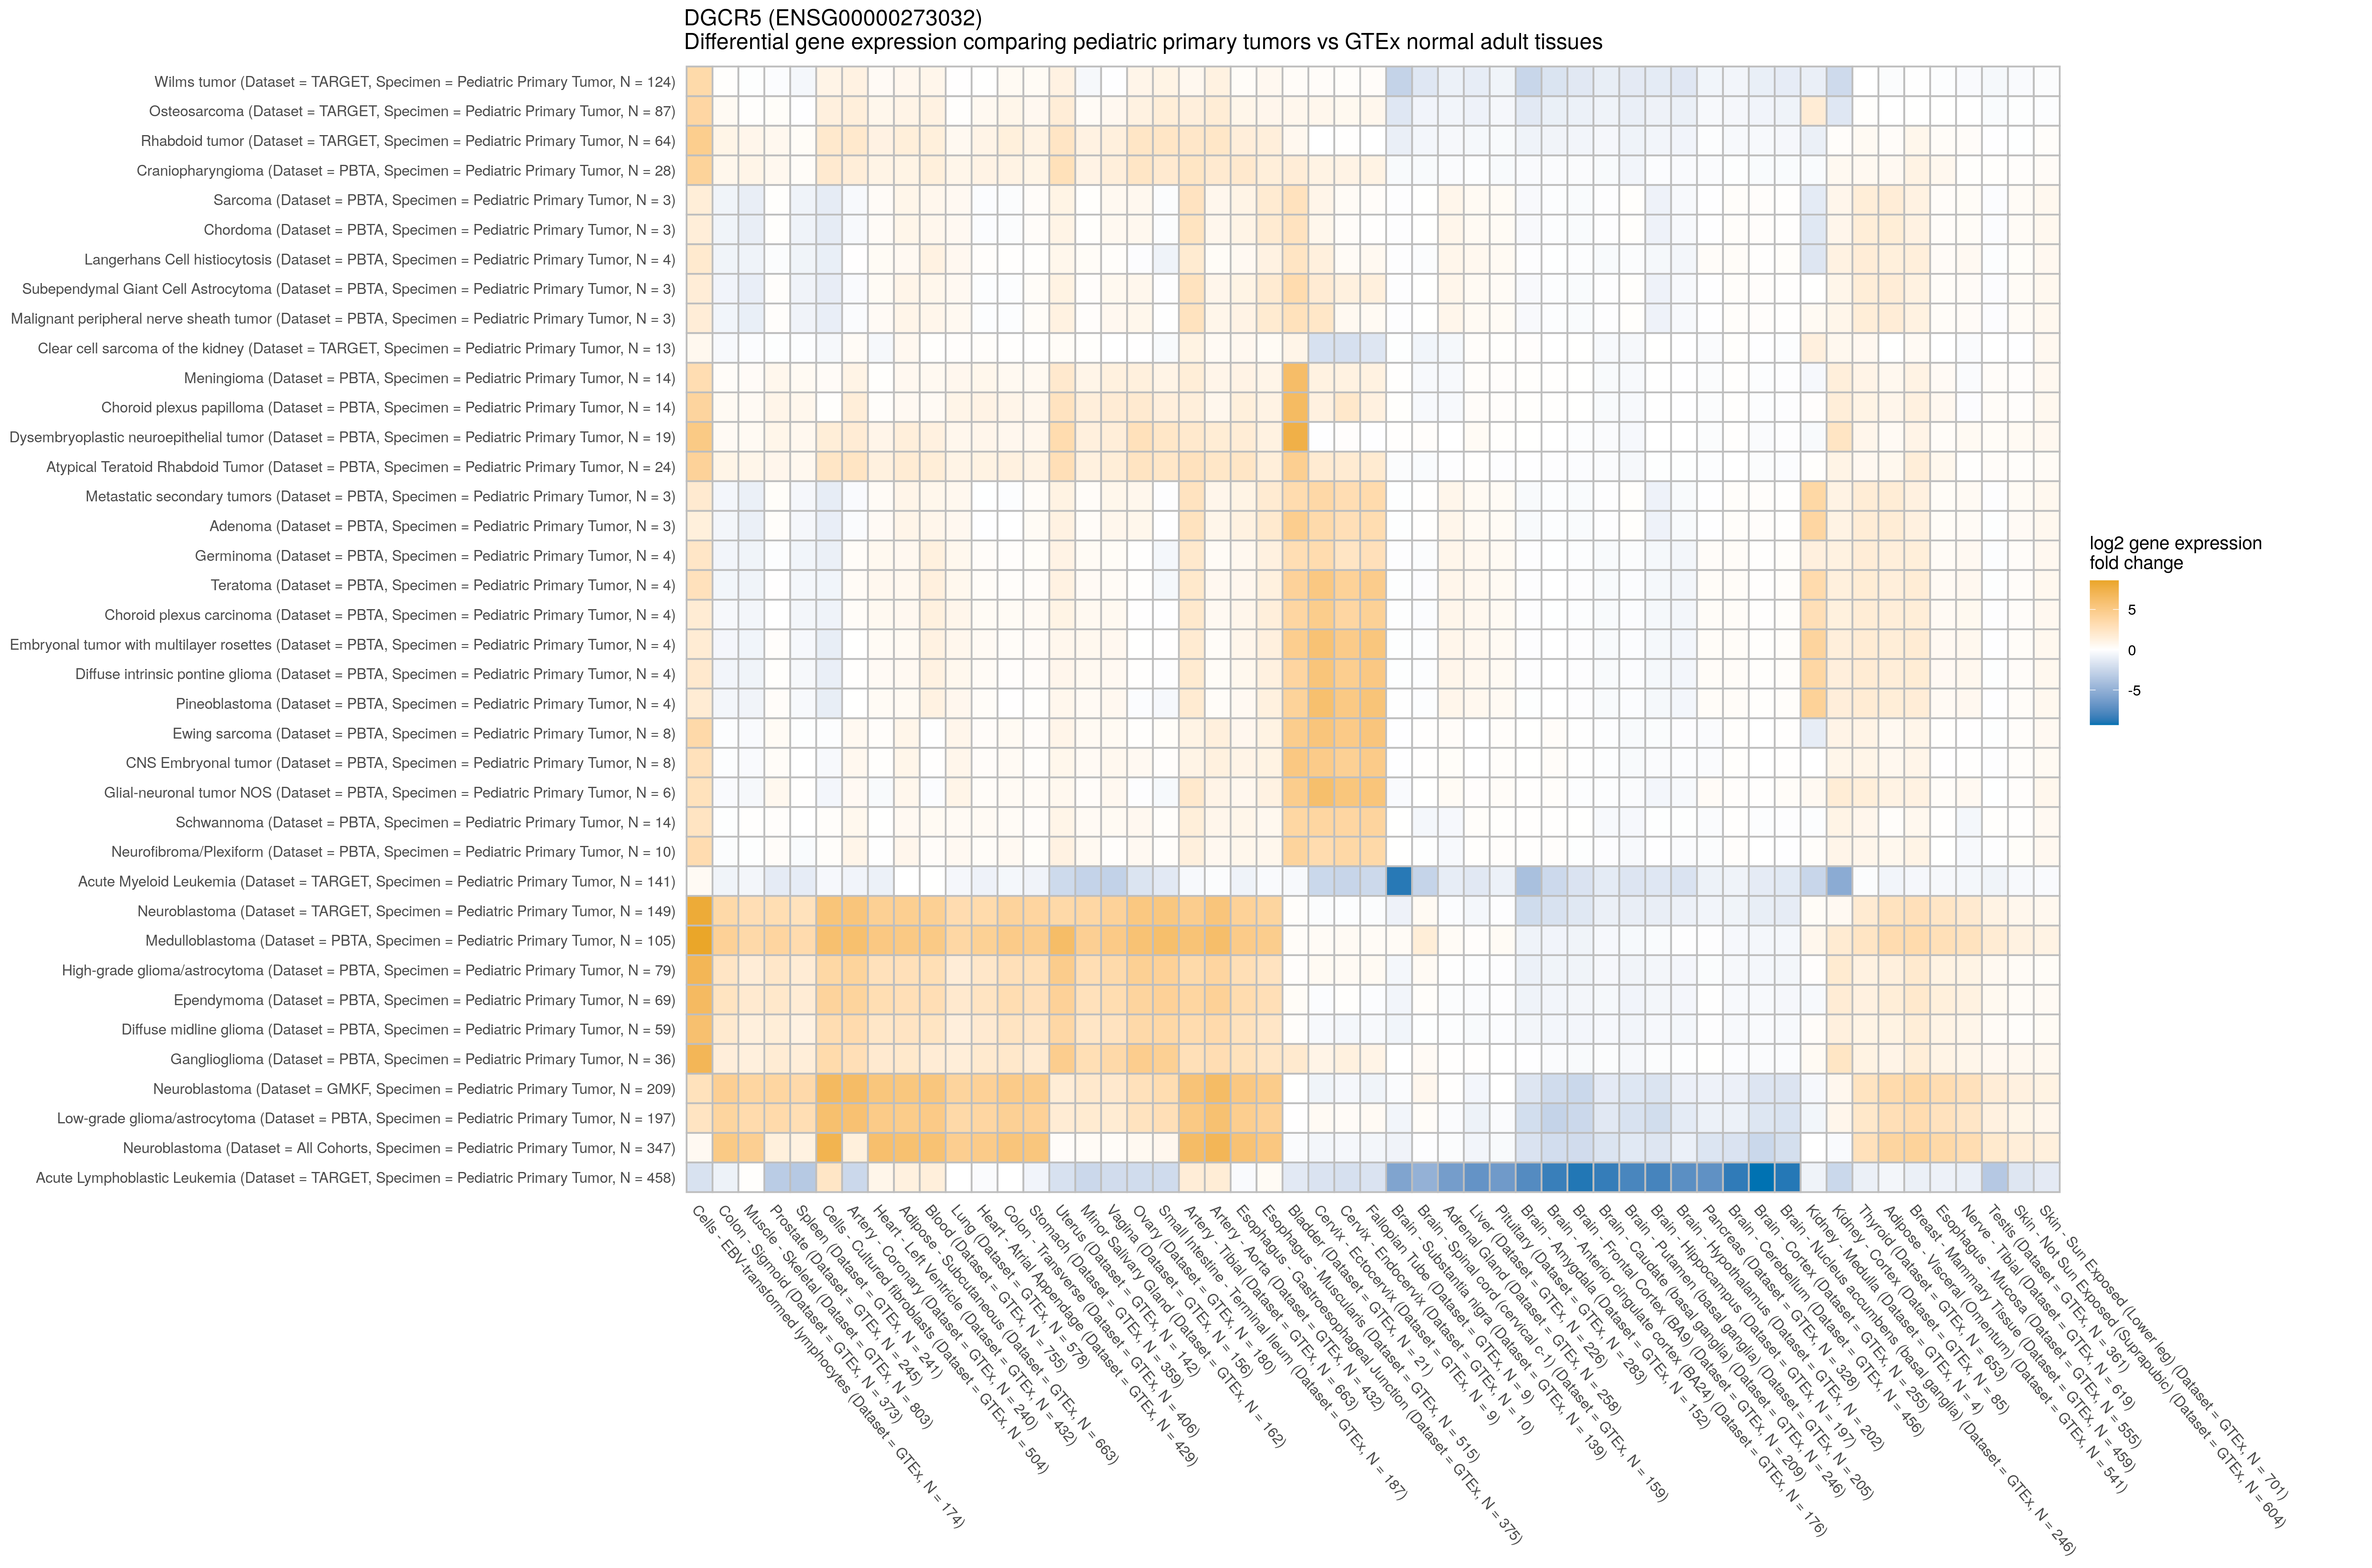 DGCR5 (ENSG00000273032)
Differential gene expression comparing pediatric primary tumors vs GTEx normal adult tissues
Wilms tumor (Dataset = TARGET, Specimen = Pediatric Primary Tumor, N = 124)
Osteosarcoma (Dataset = TARGET, Specimen = Pediatric Primary Tumor, N = 87)
Rhabdoid tumor (Dataset = TARGET, Specimen = Pediatric Primary Tumor, N = 64)
Craniopharyngioma (Dataset = PBTA, Specimen = Pediatric Primary Tumor, N = 28)
Sarcoma (Dataset = PBTA, Specimen = Pediatric Primary Tumor, N = 3)
Chordoma (Dataset = PBTA, Specimen = Pediatric Primary Tumor, N = 3)
Langerhans Cell histiocytosis (Dataset = PBTA, Specimen = Pediatric Primary Tumor, N = 4)
Subependymal Giant Cell Astrocytoma (Dataset = PBTA, Specimen = Pediatric Primary Tumor, N = 3)
Malignant peripheral nerve sheath tumor (Dataset = PBTA, Specimen = Pediatric Primary Tumor, N = 3)
Clear cell sarcoma of the kidney (Dataset = TARGET, Specimen = Pediatric Primary Tumor, N = 13)
Meningioma (Dataset = PBTA, Specimen = Pediatric Primary Tumor, N = 14)
Choroid plexus papilloma (Dataset = PBTA, Specimen = Pediatric Primary Tumor, N = 14)
Dysembryoplastic neuroepithelial tumor (Dataset = PBTA, Specimen = Pediatric Primary Tumor, N = 19)
Atypical Teratoid Rhabdoid Tumor (Dataset = PBTA, Specimen = Pediatric Primary Tumor, N = 24)
Metastatic secondary tumors (Dataset = PBTA, Specimen = Pediatric Primary Tumor, N = 3)
Adenoma (Dataset = PBTA, Specimen = Pediatric Primary Tumor, N = 3)
Germinoma (Dataset = PBTA, Specimen = Pediatric Primary Tumor, N = 4)
Teratoma (Dataset = PBTA, Specimen = Pediatric Primary Tumor, N = 4)
Choroid plexus carcinoma (Dataset = PBTA, Specimen = Pediatric Primary Tumor, N = 4)
Embryonal tumor with multilayer rosettes (Dataset = PBTA, Specimen = Pediatric Primary Tumor, N = 4)
Diffuse intrinsic pontine glioma (Dataset = PBTA, Specimen = Pediatric Primary Tumor, N = 4)
Pineoblastoma (Dataset = PBTA, Specimen = Pediatric Primary Tumor, N = 4)
Ewing sarcoma (Dataset = PBTA, Specimen = Pediatric Primary Tumor, N = 8)
CNS Embryonal tumor (Dataset = PBTA, Specimen = Pediatric Primary Tumor, N = 8)
Glial-neuronal tumor NOS (Dataset = PBTA, Specimen = Pediatric Primary Tumor, N = 6)
Schwannoma (Dataset = PBTA, Specimen = Pediatric Primary Tumor, N = 14)
Neurofibroma/Plexiform (Dataset = PBTA, Specimen = Pediatric Primary Tumor, N = 10)
Acute Myeloid Leukemia (Dataset = TARGET, Specimen = Pediatric Primary Tumor, N = 141)
Neuroblastoma (Dataset = TARGET, Specimen = Pediatric Primary Tumor, N = 149)
Medulloblastoma (Dataset = PBTA, Specimen = Pediatric Primary Tumor, N = 105)
High-grade glioma/astrocytoma (Dataset = PBTA, Specimen = Pediatric Primary Tumor, N = 79)
Ependymoma (Dataset = PBTA, Specimen = Pediatric Primary Tumor, N = 69)
Diffuse midline glioma (Dataset = PBTA, Specimen = Pediatric Primary Tumor, N = 59)
Ganglioglioma (Dataset = PBTA, Specimen = Pediatric Primary Tumor, N = 36)
Neuroblastoma (Dataset = GMKF, Specimen = Pediatric Primary Tumor, N = 209)
Low-grade glioma/astrocytoma (Dataset = PBTA, Specimen = Pediatric Primary Tumor, N = 197)
Neuroblastoma (Dataset = All Cohorts, Specimen = Pediatric Primary Tumor, N = 347)
Acute Lymphoblastic Leukemia (Dataset = TARGET, Specimen = Pediatric Primary Tumor, N = 458)
Cells - EBV-transformed lymphocytes (Dataset = GTEx, N = 174)
Colon - Sigmoid (Dataset = GTEx, N = 373)
Muscle - Skeletal (Dataset = GTEx, N = 803)
Prostate (Dataset = GTEx, N = 245)
Spleen (Dataset = GTEx, N = 241)
Cells - Cultured fibroblasts (Dataset = GTEx, N = 504)
Artery - Coronary (Dataset = GTEx, N = 240)
Heart - Left Ventricle (Dataset = GTEx, N = 432)
Adipose - Subcutaneous (Dataset = GTEx, N = 663)
Blood (Dataset = GTEx, N = 755)
Lung (Dataset = GTEx, N = 578)
Heart - Atrial Appendage (Dataset = GTEx, N = 429)
Colon - Transverse (Dataset = GTEx, N = 406)
Stomach (Dataset = GTEx, N = 359)
Uterus (Dataset = GTEx, N = 142)
Minor Salivary Gland (Dataset = GTEx, N = 162)
Vagina (Dataset = GTEx, N = 156)
Ovary (Dataset = GTEx, N = 180)
Small Intestine - Terminal Ileum (Dataset = GTEx, N = 187)
Artery - Tibial (Dataset = GTEx, N = 663)
Artery - Aorta (Dataset = GTEx, N = 432)
Esophagus - Gastroesophageal Junction (Dataset = GTEx, N = 375)
Esophagus - Muscularis (Dataset = GTEx, N = 515)
Bladder (Dataset = GTEx, N = 21)
Cervix - Ectocervix (Dataset = GTEx, N = 9)
Cervix - Endocervix (Dataset = GTEx, N = 10)
Fallopian Tube (Dataset = GTEx, N = 9)
Brain - Substantia nigra (Dataset = GTEx, N = 139)
Brain - Spinal cord (cervical c-1) (Dataset = GTEx, N = 159)
Adrenal Gland (Dataset = GTEx, N = 258)
Liver (Dataset = GTEx, N = 226)
Pituitary (Dataset = GTEx, N = 283)
Brain - Amygdala (Dataset = GTEx, N = 152)
Brain - Anterior cingulate cortex (BA24) (Dataset = GTEx, N = 176)
Brain - Frontal Cortex (BA9) (Dataset = GTEx, N = 209)
Brain - Caudate (basal ganglia) (Dataset = GTEx, N = 246)
Brain - Putamen (basal ganglia) (Dataset = GTEx, N = 205)
Brain - Hippocampus (Dataset = GTEx, N = 197)
Brain - Hypothalamus (Dataset = GTEx, N = 202)
Pancreas (Dataset = GTEx, N = 328)
Brain - Cerebellum (Dataset = GTEx, N = 456)
Brain - Cortex (Dataset = GTEx, N = 255)
Brain - Nucleus accumbens (basal ganglia) (Dataset = GTEx, N = 246)
Kidney - Medulla (Dataset = GTEx, N = 4)
Kidney - Cortex (Dataset = GTEx, N = 85)
Thyroid (Dataset = GTEx, N = 653)
Adipose - Visceral (Omentum) (Dataset = GTEx, N = 541)
Breast - Mammary Tissue (Dataset = GTEx, N = 459)
Esophagus - Mucosa (Dataset = GTEx, N = 555)
Nerve - Tibial (Dataset = GTEx, N = 619)
Testis (Dataset = GTEx, N = 361)
Skin - Not Sun Exposed (Suprapubic) (Dataset = GTEx, N = 604)
Skin - Sun Exposed (Lower leg) (Dataset = GTEx, N = 701)
log2 gene expression
fold change
5
0
-5